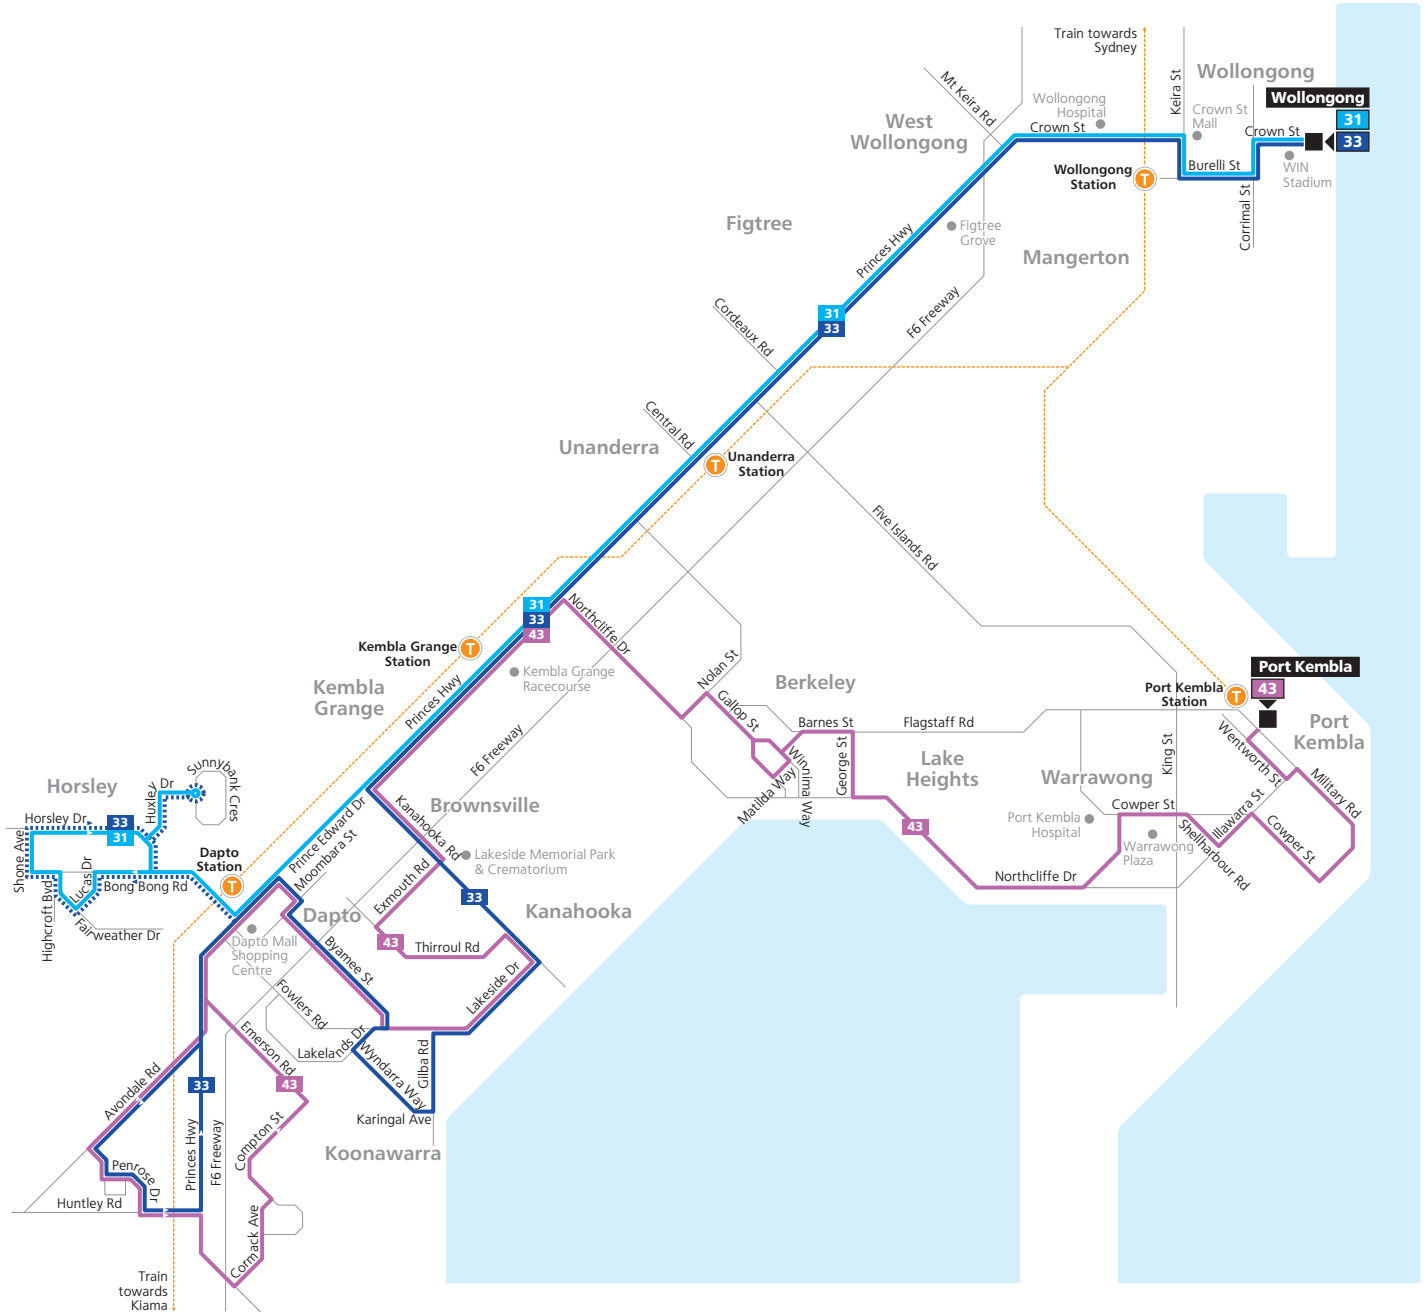 Train towards
Sydney
Mt Keira Rd
Keira St
Wollongong
Wollongong
31
33
West
Wollongong
Wollongong
Hospital
Crown St
Crown St
Mall
Crown St
WIN
Stadium
Burelli St
Wollongong
Station
T
Corrimal St
Figtree
Figtree
Grove
Princes Hwy
Mangerton
F6 Freeway
31
33
Cordeaux Rd
Central Rd
Unanderra
T
Unanderra
Station
Five Islands Rd
31
33
43
Northcliffe Dr
Kembla Grange
Station
T
Kembla Grange
Racecourse
Kembla
Grange
Princes Hwy
F6 Freeway
Nolan St
Gallop St
Berkeley
Barnes St
Flagstaff Rd
George St
Winnima Way
Matilda Way
Lake
Heights
Port Kembla
43
Port Kembla
Station
T
Port
Kembla
Wentworth St
King St
Warrawong
Military Rd
Cowper St
Illawarra St
Cowper St
Shellharbour Rd
Port Kembla
Hospital
Warrawong
Plaza
43
Northcliffe Dr
Horsley
Sunnybank Cres
Huxley Dr
Horsley Dr
33
31
Shone Ave
Lucas Dr
Bong Bong Rd
Highcroft Bvd
Fairweather Dr
Dapto
Station
T
Prince Edward Dr
Moombara St
Brownsville
Kanahooka Rd
Lakeside Memorial Park
& Crematorium
Exmouth Rd
33
Kanahooka
Dapto
43
Thirroul Rd
Dapto Mall
Shopping
Centre
Byamee St
Lakeside Dr
Fowlers Rd
Lakelands Dr
Emerson Rd
Wyndarra Way
Gilba Rd
43
33
Avondale Rd
Karingal Ave
Koonawarra
Compton St
Princes Hwy
F6 Freeway
Penrose Dr
Huntley Rd
Cormack Ave
Train
towards
Kiama